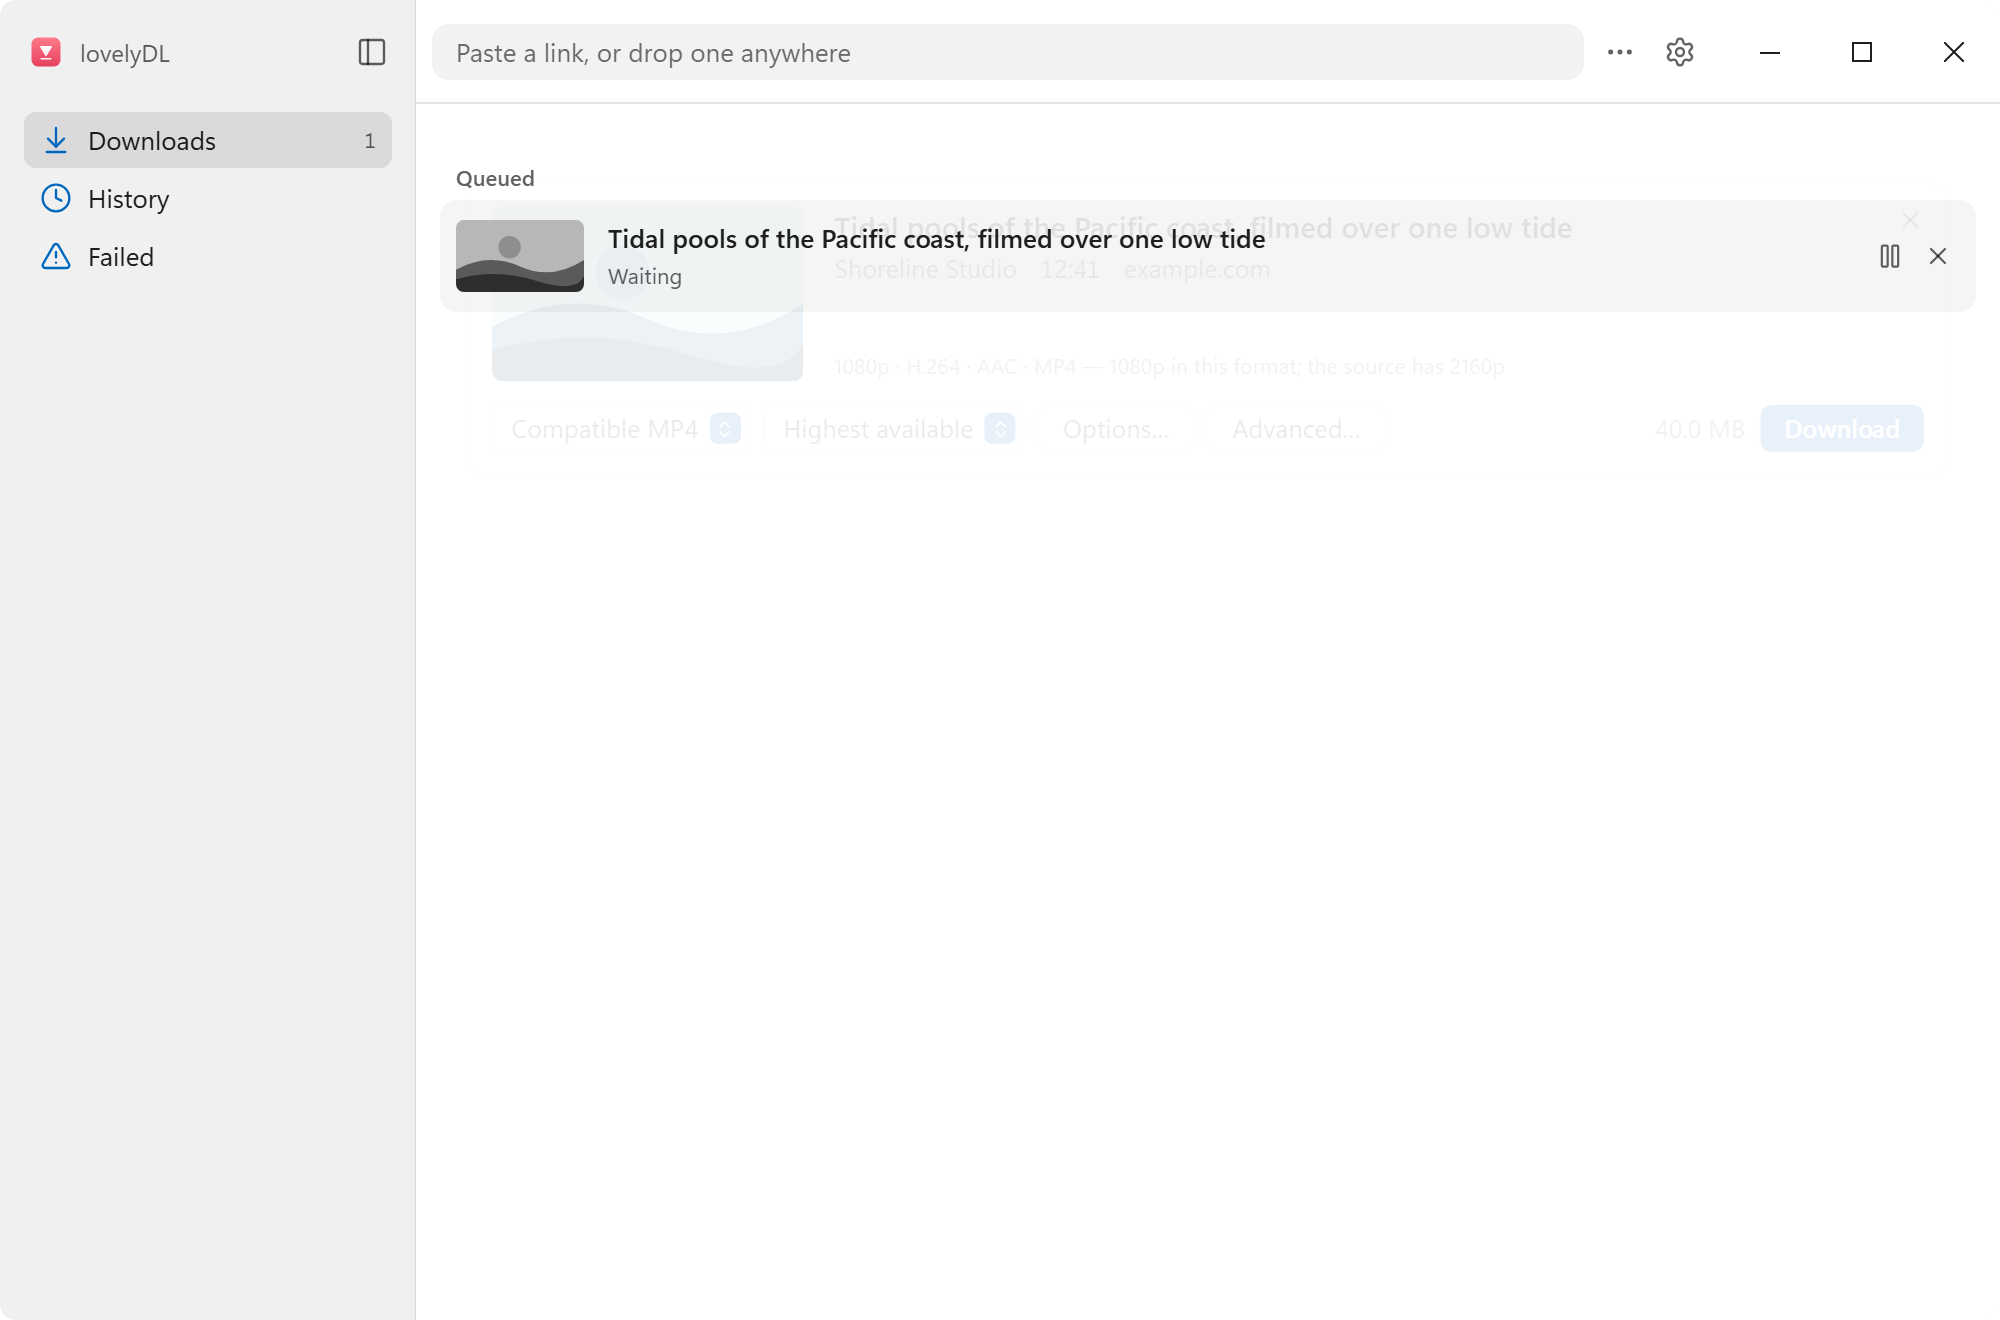 lovelyDL
Paste a link, or drop one anywhere
Downloads 1
History
Failed
Queued
Tidal pools of the Pacific coast, filmed over one low tide
Waiting
Tidal pools of the Pacific coast, filmed over one low tide
Shoreline Studio 12:41 example.com
1080p · H.264 · AAC · MP4 — 1080p in this format; the source has 2160p
Compatible MP4 Highest available Options... Advanced... 40.0 MB Download